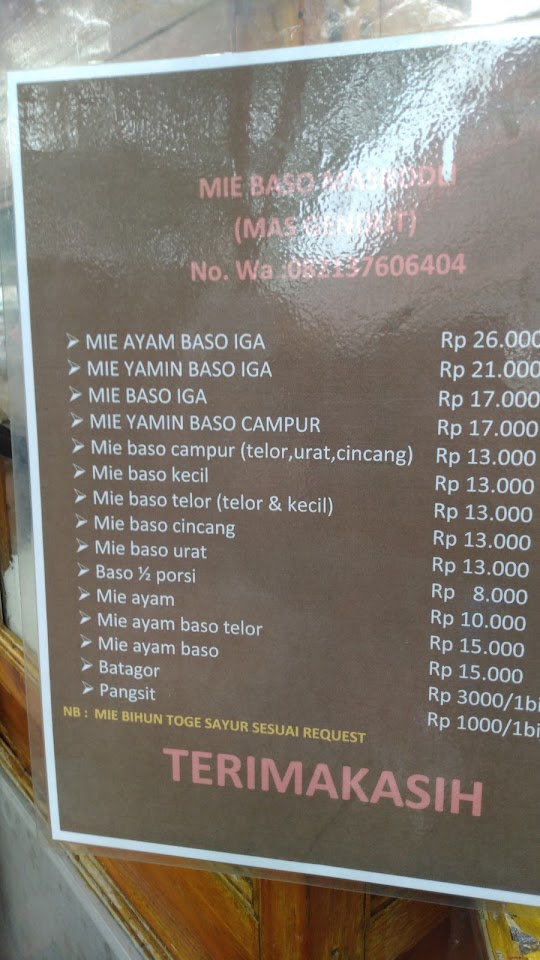 MIE BASO
(MAS GENDUT)
No. Wa 082137606404
➢ MIE AYAM BASO IGA Rp 26.000
➢ MIE YAMIN BASO IGA Rp 21.000
➢ MIE BASO IGA Rp 17.000
➢ MIE YAMIN BASO CAMPUR Rp 17.000
➢ Mie baso campur (telor,urat,cincang) Rp 13.000
➢ Mie baso kecil Rp 13.000
➢ Mie baso telor (telor & kecil) Rp 13.000
➢ Mie baso cincang Rp 13.000
➢ Mie baso urat Rp 13.000
➢ Baso ½ porsi Rp 8.000
➢ Mie ayam Rp 10.000
➢ Mie ayam baso telor Rp 15.000
➢ Mie ayam baso Rp 15.000
➢ Batagor Rp 3000/1bi
➢ Pangsit Rp 1000/1bi
NB : MIE BIHUN TOGE SAYUR SESUAI REQUEST
TERIMAKASIH